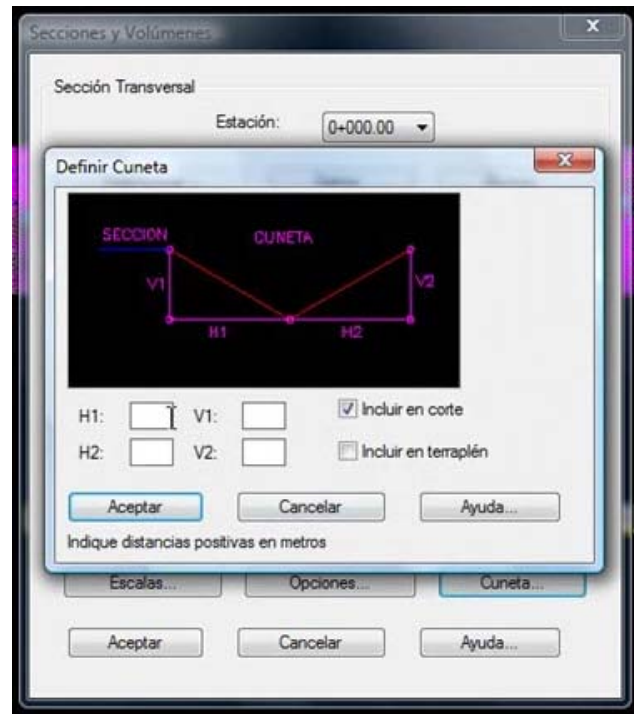 Secciones y Volúmenes
Sección Transversal
Estación: 0+000.00
Definir Cuneta
SECCION CUNETA
V1 V2
H1 H2
H1: V1: Incluir en corte
H2: V2: Incluir en terraplén
Aceptar Cancelar Ayuda...
Indique distancias positivas en metros
Escalas... Opciones... Cuneta...
Aceptar Cancelar Ayuda...